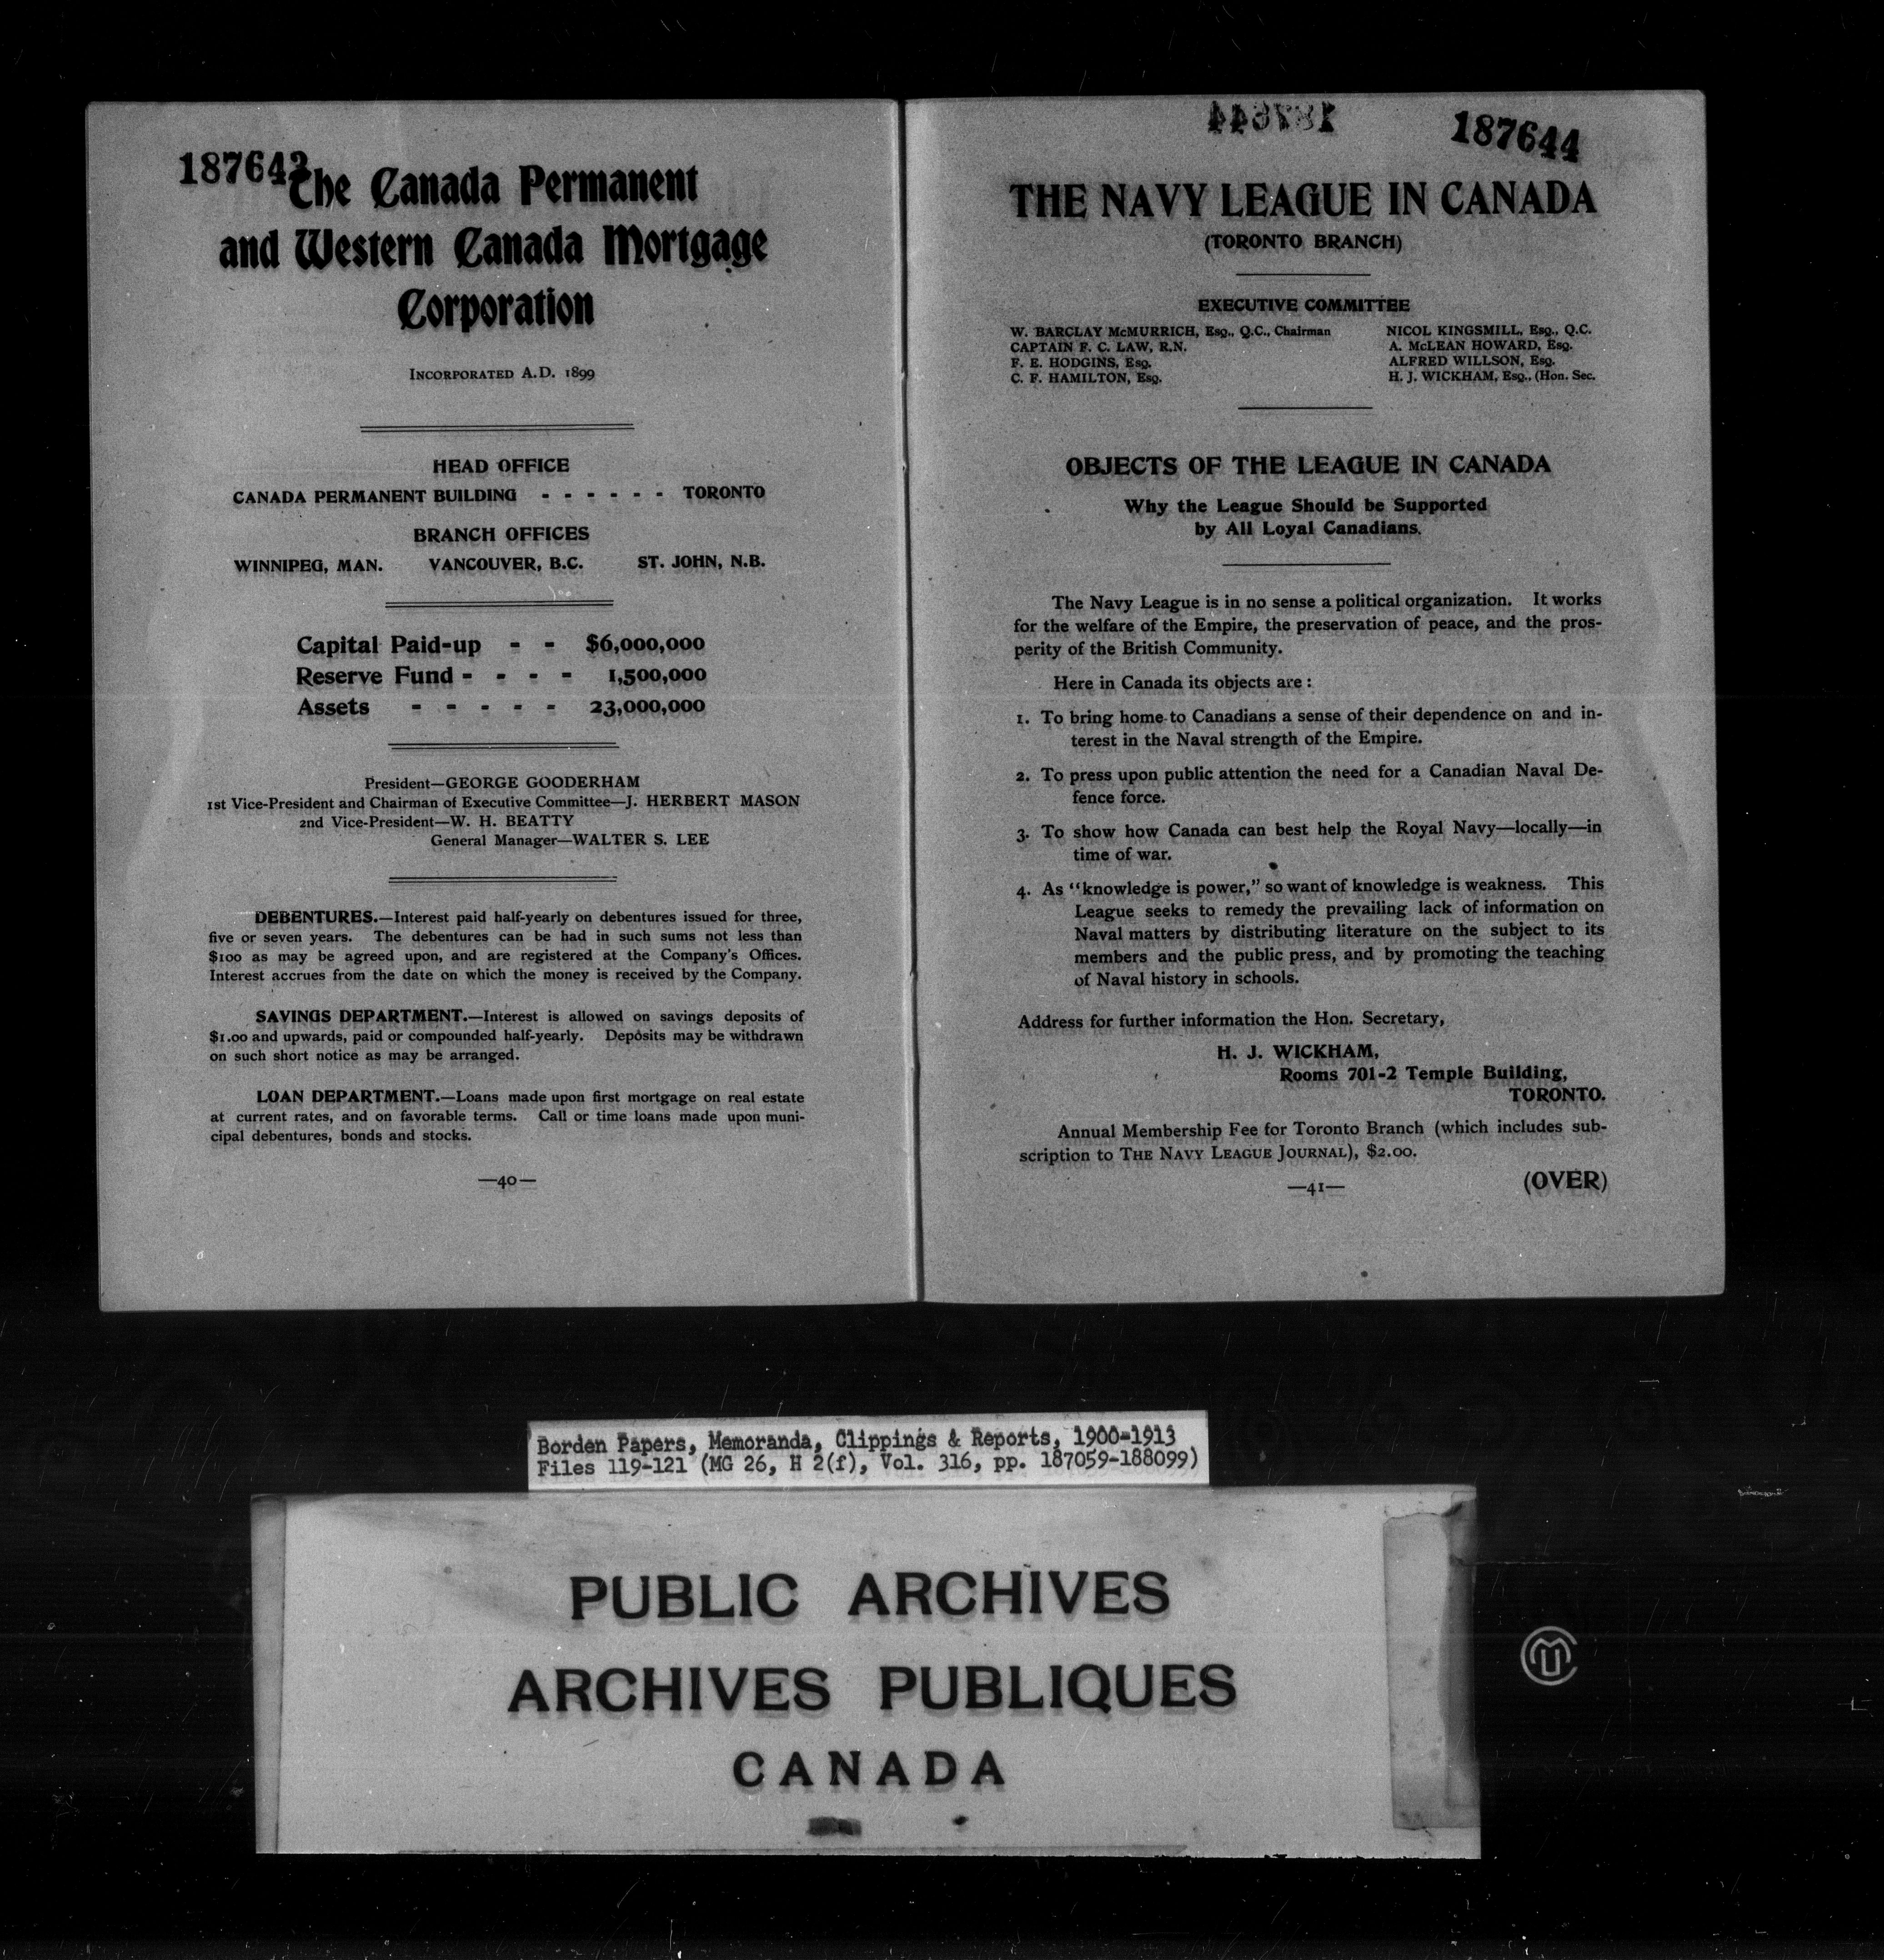 187643
The Canada Permanent
and Western Canada Mortgage
Corporation
INCORPORATED A.D. 1899
HEAD OFFICE
CANADA PERMANENT BUILDING - - - - - - TORONTO
BRANCH OFFICES
WINNIPEG, MAN. VANCOUVER, B.C. ST. JOHN, N.B.
Capital Paid-up - - $6,000,000
Reserve Fund - - - - 1,500,000
Assets - - - - - 23,000,000
President—GEORGE GOODERHAM
1st Vice-President and Chairman of Executive Committee—J. HERBERT MASON
2nd Vice-President—W. H. BEATTY
General Manager—WALTER S. LEE
DEBENTURES.—Interest paid half-yearly on debentures issued for three,
five or seven years. The debentures can be had in such sums not less than
$100 as may be agreed upon, and are registered at the Company's Offices.
Interest accrues from the date on which the money is received by the Company.
SAVINGS DEPARTMENT.—Interest is allowed on savings deposits of
$1.00 and upwards, paid or compounded half-yearly. Deposits may be withdrawn
on such short notice as may be arranged.
LOAN DEPARTMENT.—Loans made upon first mortgage on real estate
at current rates, and on favorable terms. Call or time loans made upon muni-
cipal debentures, bonds and stocks.
—40—
187644
187644
THE NAVY LEAGUE IN CANADA
(TORONTO BRANCH)
EXECUTIVE COMMITTEE
W. BARCLAY McMURRICH, Esq., Q.C., Chairman NICOL KINGSMILL, Esq., Q.C.
CAPTAIN F. C. LAW, R.N. A. McLEAN HOWARD, Esq.
F. E. HODGINS, Esq. ALFRED WILLSON, Esq.
C. F. HAMILTON, Esq. H. J. WICKHAM, Esq., (Hon. Sec.
OBJECTS OF THE LEAGUE IN CANADA
Why the League Should be Supported
by All Loyal Canadians.
The Navy League is in no sense a political organization. It works
for the welfare of the Empire, the preservation of peace, and the pros-
perity of the British Community.
Here in Canada its objects are:
1. To bring home to Canadians a sense of their dependence on and in-
terest in the Naval strength of the Empire.
2. To press upon public attention the need for a Canadian Naval De-
fence force.
3. To show how Canada can best help the Royal Navy—locally—in
time of war.
4. As "knowledge is power," so want of knowledge is weakness. This
League seeks to remedy the prevailing lack of information on
Naval matters by distributing literature on the subject to its
members and the public press, and by promoting the teaching
of Naval history in schools.
Address for further information the Hon. Secretary,
H. J. WICKHAM,
Rooms 701-2 Temple Building,
TORONTO.
Annual Membership Fee for Toronto Branch (which includes sub-
scription to THE NAVY LEAGUE JOURNAL), $2.00.
—41— (OVER)
Borden Papers, Memoranda, Clippings & Reports, 1900-1913
Files 119-121 (MG 26, H 2(f), Vol. 316, pp. 187059-188099)
PUBLIC ARCHIVES
ARCHIVES PUBLIQUES
CANADA